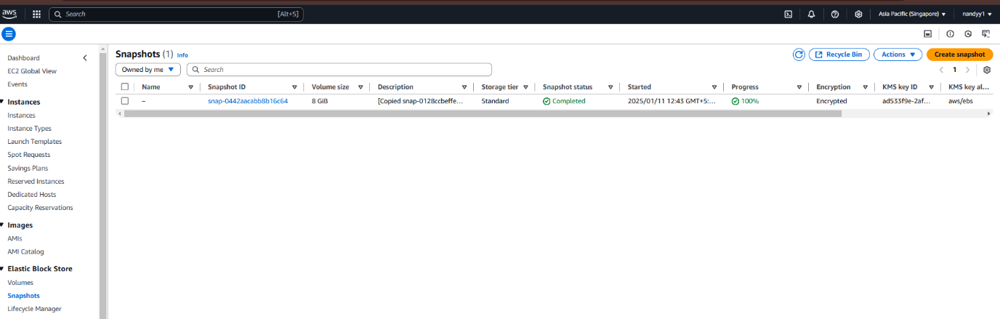 aws Search [Alt+S] Asia Pacific (Singapore) nandyy1
Dashboard
EC2 Global View
Events
Instances
Instances
Instance Types
Launch Templates
Spot Requests
Savings Plans
Reserved Instances
Dedicated Hosts
Capacity Reservations
Images
AMIs
AMI Catalog
Elastic Block Store
Volumes
Snapshots
Lifecycle Manager
Snapshots (1) Info Recycle Bin Actions Create snapshot
Owned by me Search 1
Name Snapshot ID Volume size Description Storage tier Snapshot status Started Progress Encryption KMS key ID KMS key al...
– snap-0442aacabb8b16c64 8 GiB [Copied snap-0128ccbeffe... Standard Completed 2025/01/11 12:43 GMT+5:... 100% Encrypted ad533f9e-2af... aws/ebs